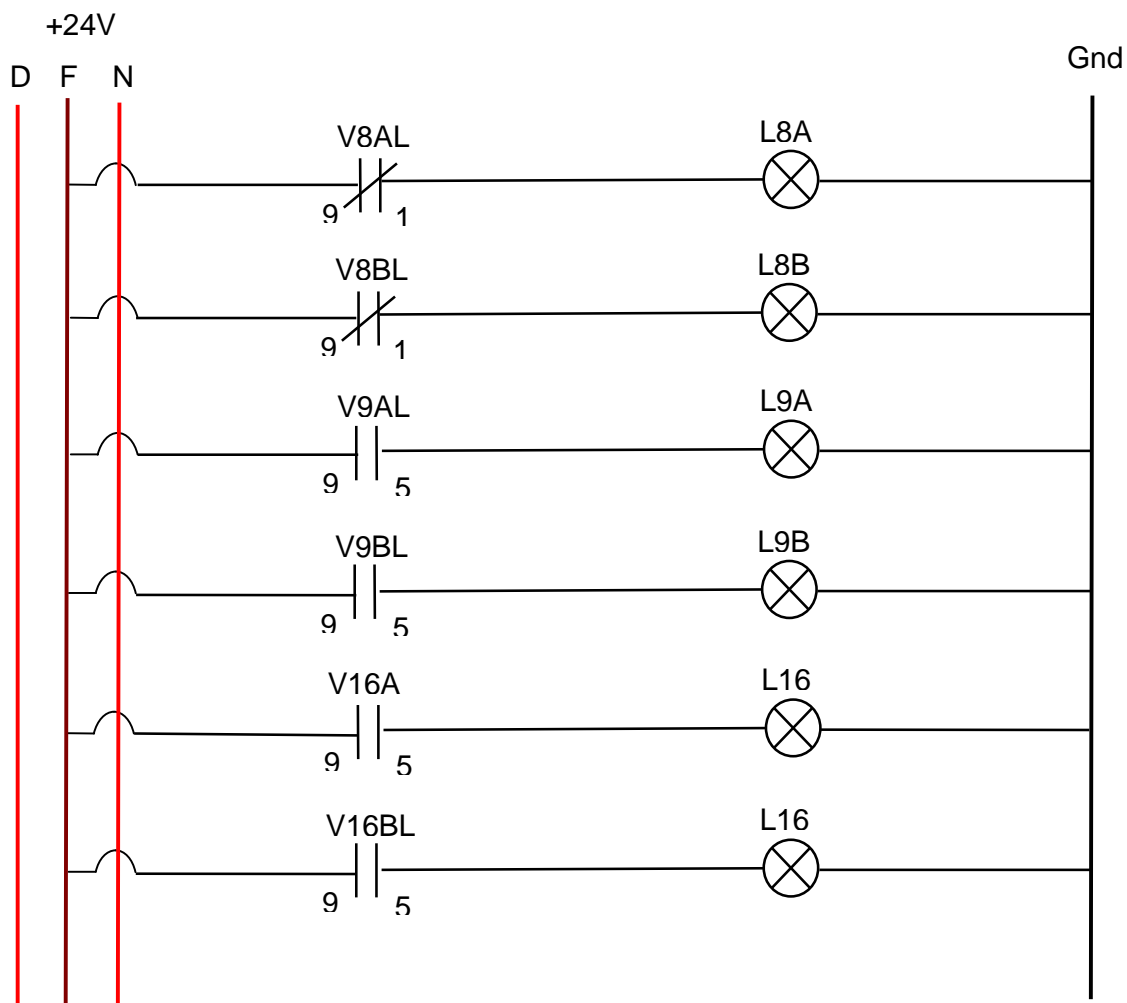 +24V
D F N Gnd
V8AL L8A
9 1
V8BL L8B
9 1
V9AL L9A
9 5
V9BL L9B
9 5
V16A L16
9 5
V16BL L16
9 5